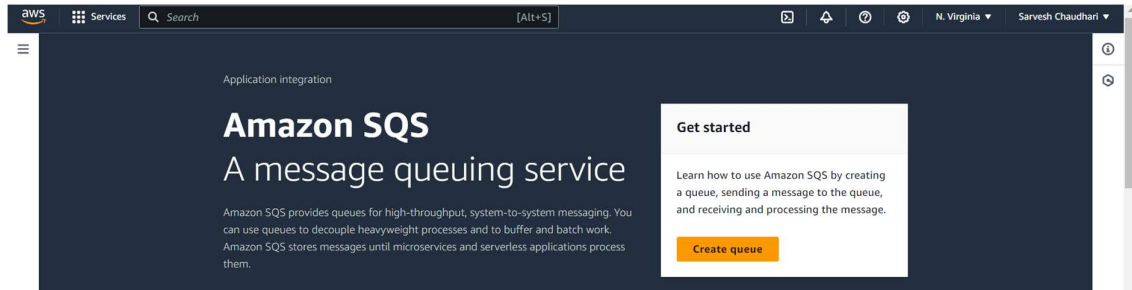 aws
Services
Search
[Alt+S]
N. Virginia
Sarvesh Chaudhari
Application integration
Amazon SQS
A message queuing service
Amazon SQS provides queues for high-throughput, system-to-system messaging. You
can use queues to decouple heavyweight processes and to buffer and batch work.
Amazon SQS stores messages until microservices and serverless applications process
them.
Get started
Learn how to use Amazon SQS by creating
a queue, sending a message to the queue,
and receiving and processing the message.
Create queue